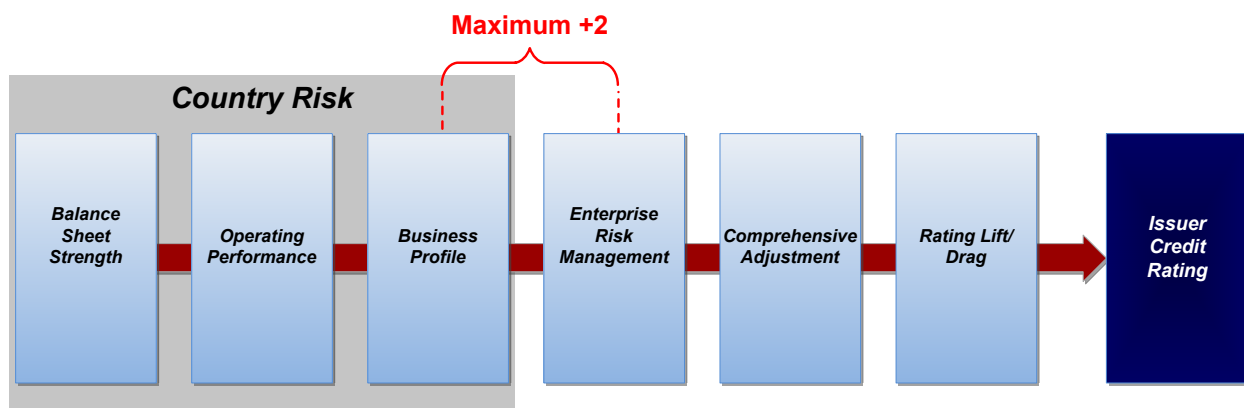 Maximum +2
Country Risk
Balance
Sheet
Strength
Operating
Performance
Business
Profile
Enterprise
Risk
Management
Comprehensive
Adjustment
Rating Lift/
Drag
Issuer
Credit
Rating